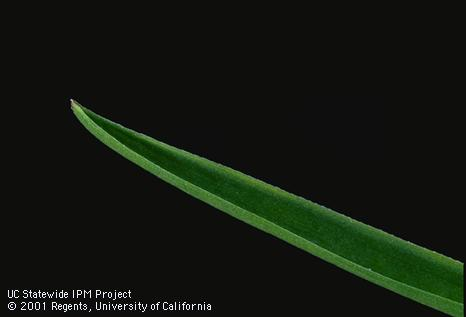 UC Statewide IPM Project
© 2001 Regents, University of California